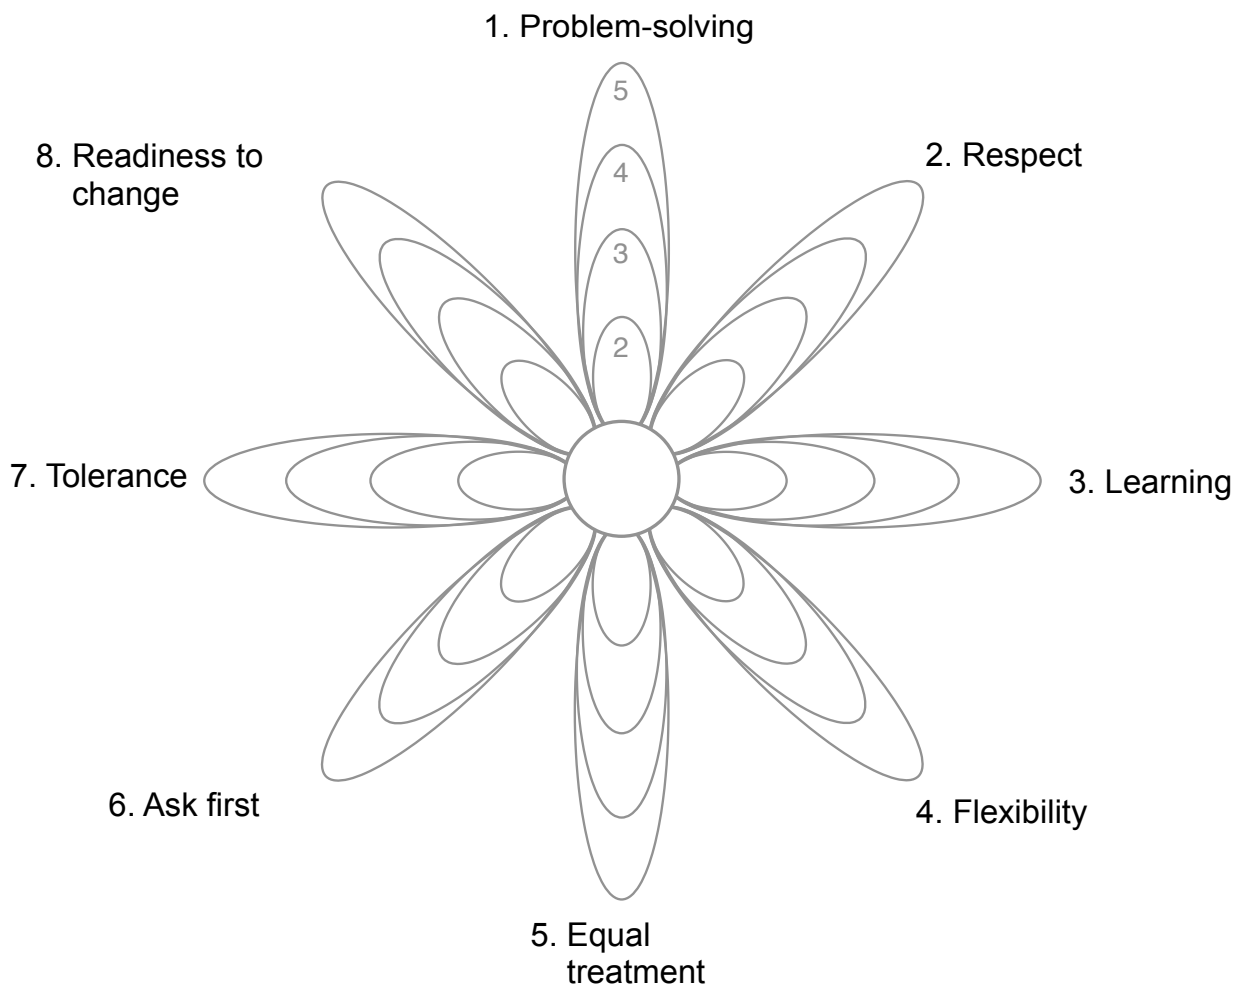 1. Problem-solving
5
4
3
2
2. Respect
3. Learning
4. Flexibility
5. Equal
treatment
6. Ask first
7. Tolerance
8. Readiness to
change